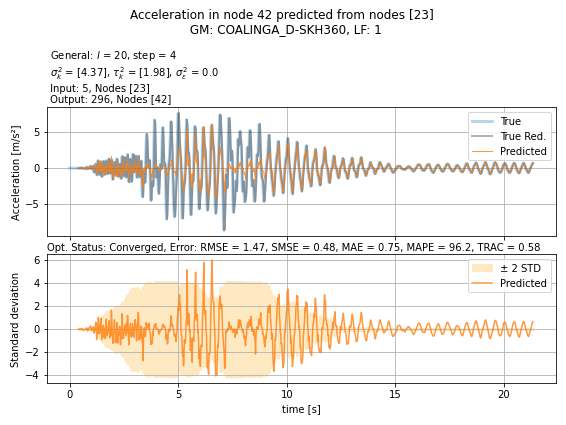 Acceleration in node 42 predicted from nodes [23]
GM: COALINGA_D-SKH360, LF: 1
General: l = 20, step = 4
σ²ₖ = [4.37], τ²ₖ = [1.98], σ²ε = 0.0
Input: 5, Nodes [23]
Output: 296, Nodes [42]
Acceleration [m/s²]
5
0
−5
True
True Red.
Predicted
Opt. Status: Converged, Error: RMSE = 1.47, SMSE = 0.48, MAE = 0.75, MAPE = 96.2, TRAC = 0.58
Standard deviation
6
4
2
0
−2
−4
± 2 STD
Predicted
0 5 10 15 20
time [s]